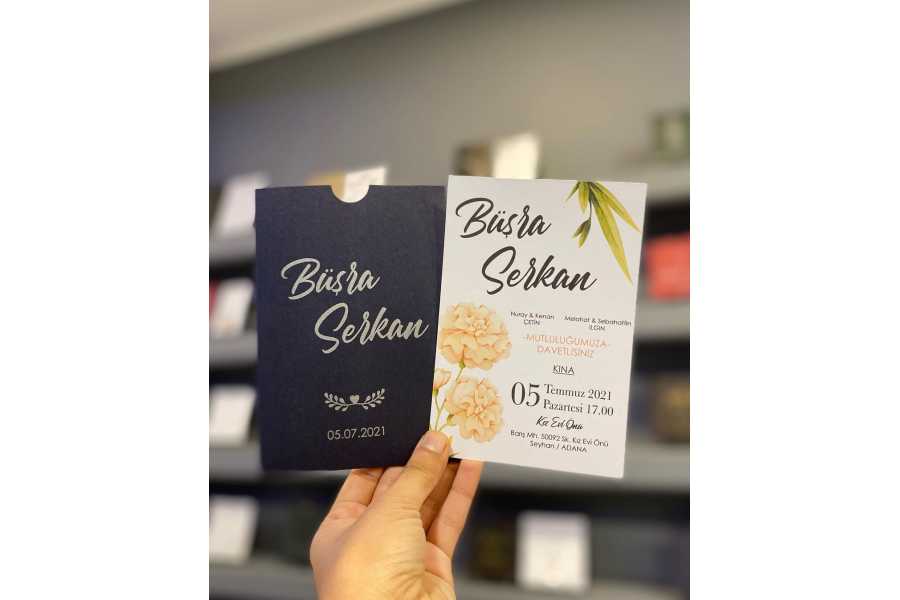 Büşra
Serkan
05.07.2021
Büşra
Serkan
Nuray & Kenan
ÇETİN
Melahat & Sebahattin
ILGIN
-MUTLULUĞUMUZA-
DAVETLİSİNİZ
KINA
05 Temmuz 2021
Pazartesi 17.00
Kız Evi Önü
Barış Mh. 50092 Sk. Kız Evi Önü
Seyhan / ADANA